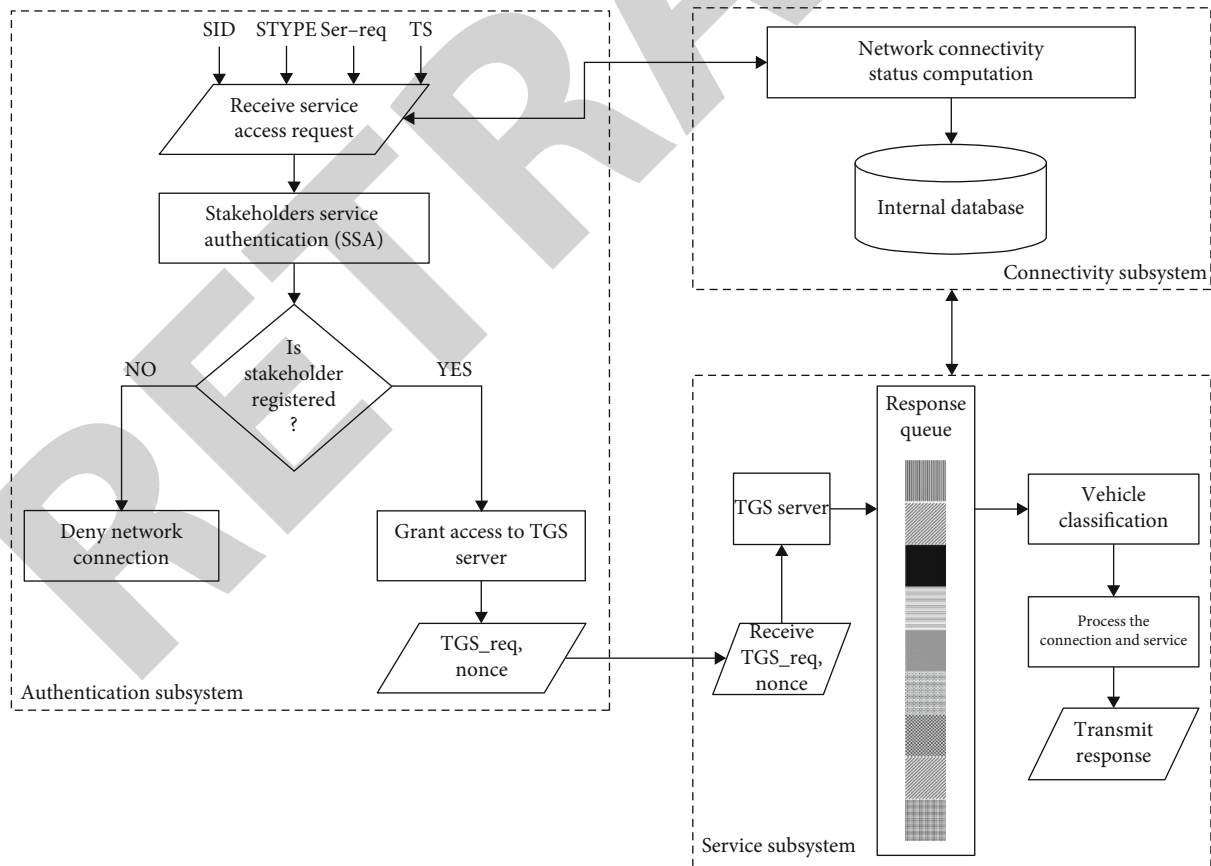 SID
STYPE
Ser–req
TS
Receive service
access request
Stakeholders service
authentication (SSA)
Is
stakeholder
registered
?
NO
YES
Deny network
connection
Grant access to TGS
server
TGS_req,
nonce
Authentication subsystem
Network connectivity
status computation
Internal database
Connectivity subsystem
Response
queue
TGS server
Receive
TGS_req,
nonce
Vehicle
classification
Process the
connection and service
Transmit
response
Service subsystem
RETRA